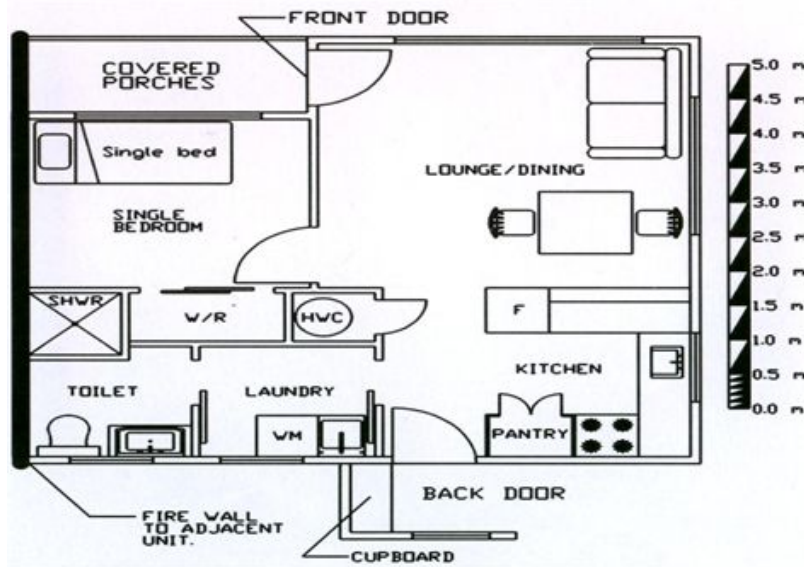 FRONT DOOR
COVERED
PORCHES
5.0 m
4.5 m
4.0 m
3.5 m
3.0 m
2.5 m
2.0 m
1.5 m
1.0 m
0.5 m
0.0 m
Single bed
LOUNGE/DINING
SINGLE
BEDROOM
SHWR
W/R
HWC
F
KITCHEN
TOILET
LAUNDRY
WM
PANTRY
BACK DOOR
FIRE WALL
TO ADJACENT
UNIT.
CUPBOARD